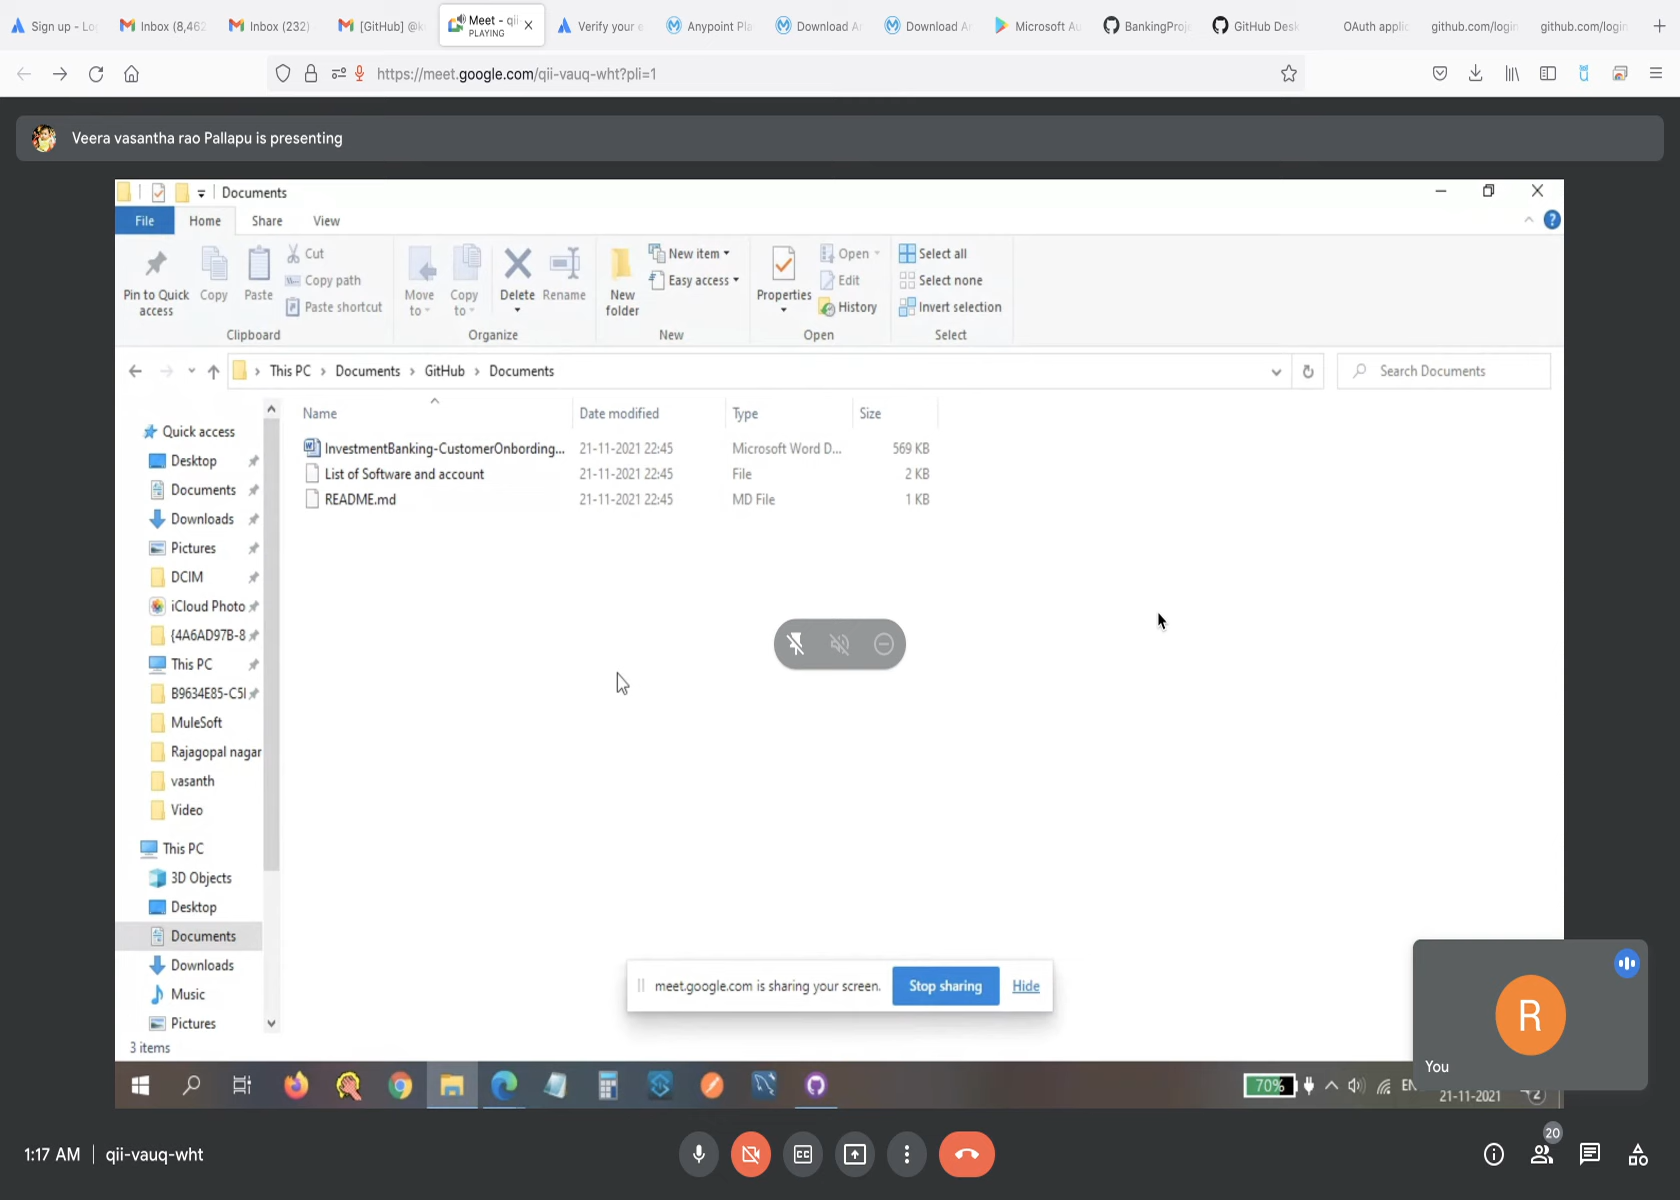 Sign up - Lo
Inbox (8,462
Inbox (232)
[GitHub] @k
Meet - qii
PLAYING
Verify your e
Anypoint Pla
Download An
Download An
Microsoft Au
BankingProj
GitHub Desk
OAuth applic
github.com/login
github.com/login
https://meet.google.com/qii-vauq-wht?pli=1
Veera vasantha rao Pallapu is presenting
Documents
File Home Share View
Pin to Quick access
Copy
Paste
Cut
Copy path
Paste shortcut
Clipboard
Move to
Copy to
Delete
Rename
Organize
New folder
New item
Easy access
New
Properties
Open
Edit
History
Open
Select all
Select none
Invert selection
Select
This PC > Documents > GitHub > Documents
Search Documents
Name Date modified Type Size
InvestmentBanking-CustomerOnbording... 21-11-2021 22:45 Microsoft Word D... 569 KB
List of Software and account 21-11-2021 22:45 File 2 KB
README.md 21-11-2021 22:45 MD File 1 KB
Quick access
Desktop
Documents
Downloads
Pictures
DCIM
iCloud Photo
{4A6AD97B-8
This PC
B9634E85-C5
MuleSoft
Rajagopal nagar
vasanth
Video
This PC
3D Objects
Desktop
Documents
Downloads
Music
Pictures
3 items
meet.google.com is sharing your screen. Stop sharing Hide
R
You
70%
EN
21-11-2021
2
1:17 AM | qii-vauq-wht
20